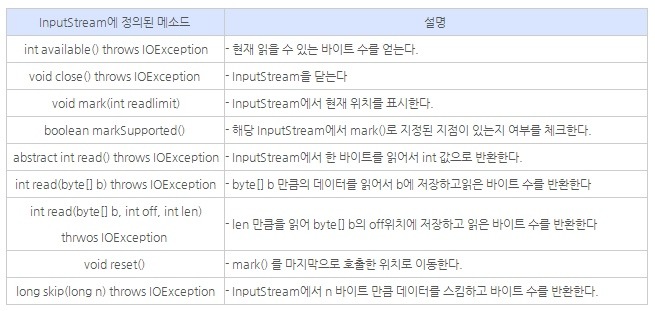 InputStream에 정의된 메소드 설명
int available() throws IOException - 현재 읽을 수 있는 바이트 수를 얻는다.
void close() throws IOException - InputStream을 닫는다
void mark(int readlimit) - InputStream에서 현재 위치를 표시한다.
boolean markSupported() - 해당 InputStream에서 mark()로 지정된 지점이 있는지 여부를 체크한다.
abstract int read() throws IOException - InputStream에서 한 바이트를 읽어서 int 값으로 반환한다.
int read(byte[] b) throws IOException - byte[] b 만큼의 데이터를 읽어서 b에 저장하고읽은 바이트 수를 반환한다
int read(byte[] b, int off, int len)
thrwos IOException
- len 만큼을 읽어 byte[] b의 off위치에 저장하고 읽은 바이트 수를 반환한다
void reset() - mark() 를 마지막으로 호출한 위치로 이동한다.
long skip(long n) throws IOException - InputStream에서 n 바이트 만큼 데이터를 스킵하고 바이트 수를 반환한다.